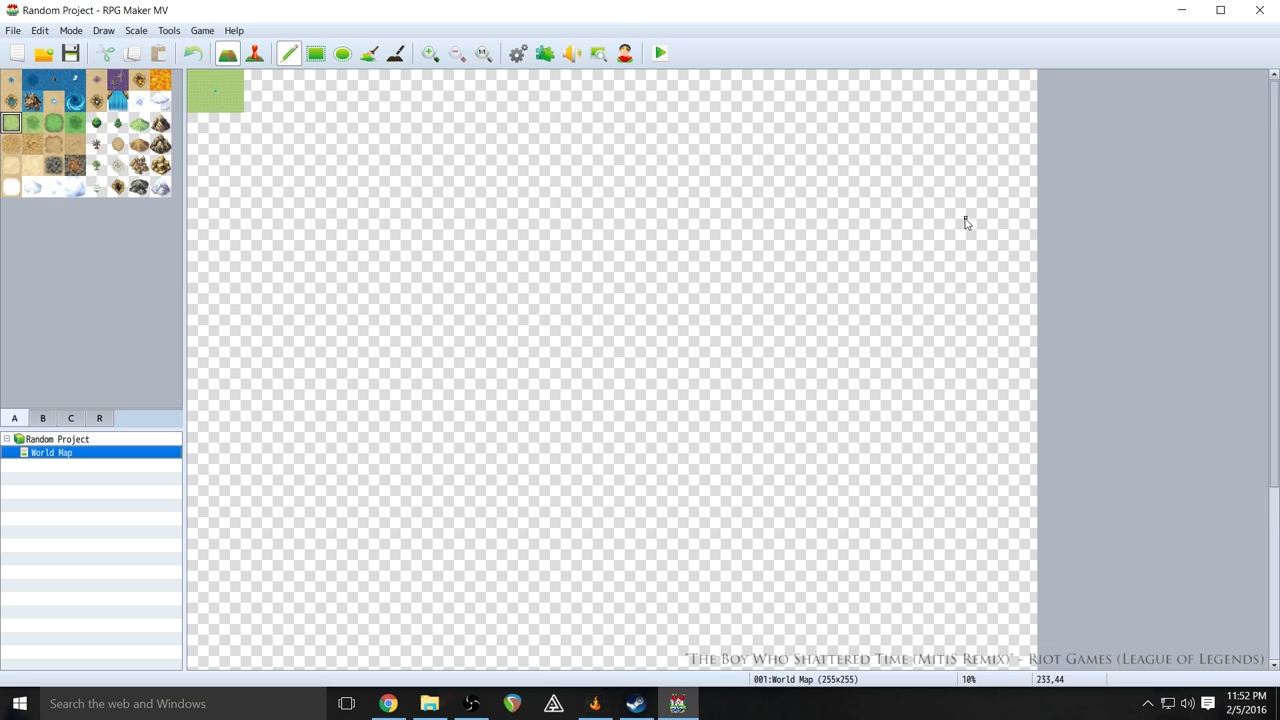 Random Project - RPG Maker MV
File Edit Mode Draw Scale Tools Game Help
1:1
A B C R
Random Project
World Map
"The Boy Who Shattered Time (MitiS Remix)" - Riot Games (League of Legends)
001:World Map (255x255) 10% 233,44
Search the web and Windows
11:52 PM
2/5/2016